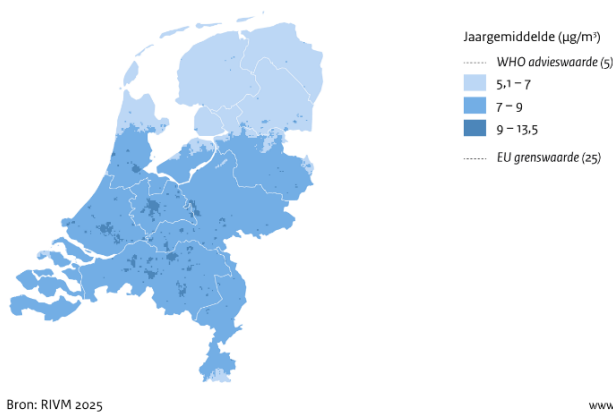 Jaargemiddelde (µg/m³)
WHO advieswaarde (5)
5,1 – 7
7 – 9
9 – 13,5
EU grenswaarde (25)
Bron: RIVM 2025
www